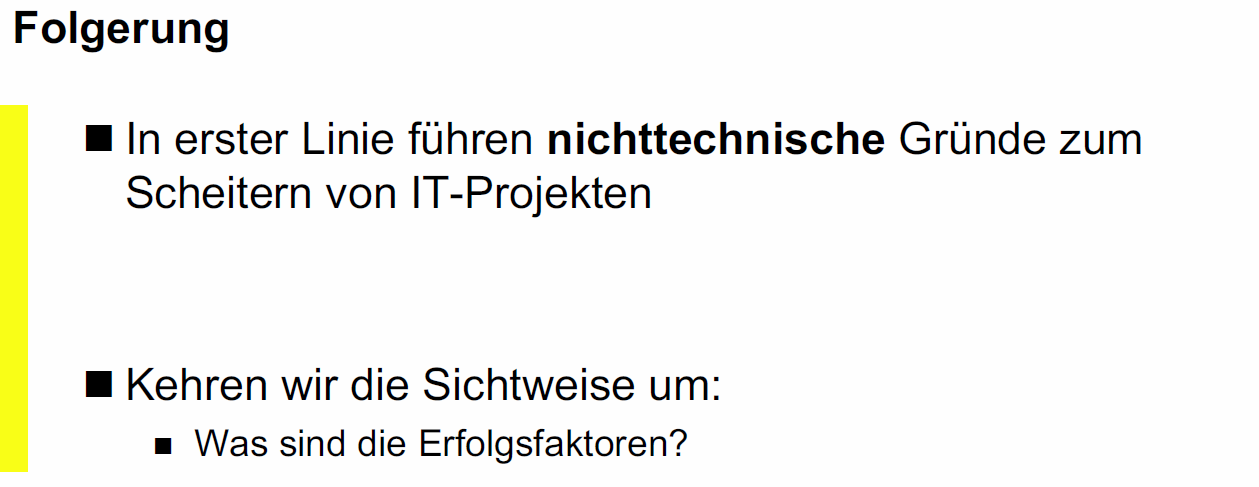 Folgerung
In erster Linie führen nichttechnische Gründe zum
Scheitern von IT-Projekten
Kehren wir die Sichtweise um:
Was sind die Erfolgsfaktoren?